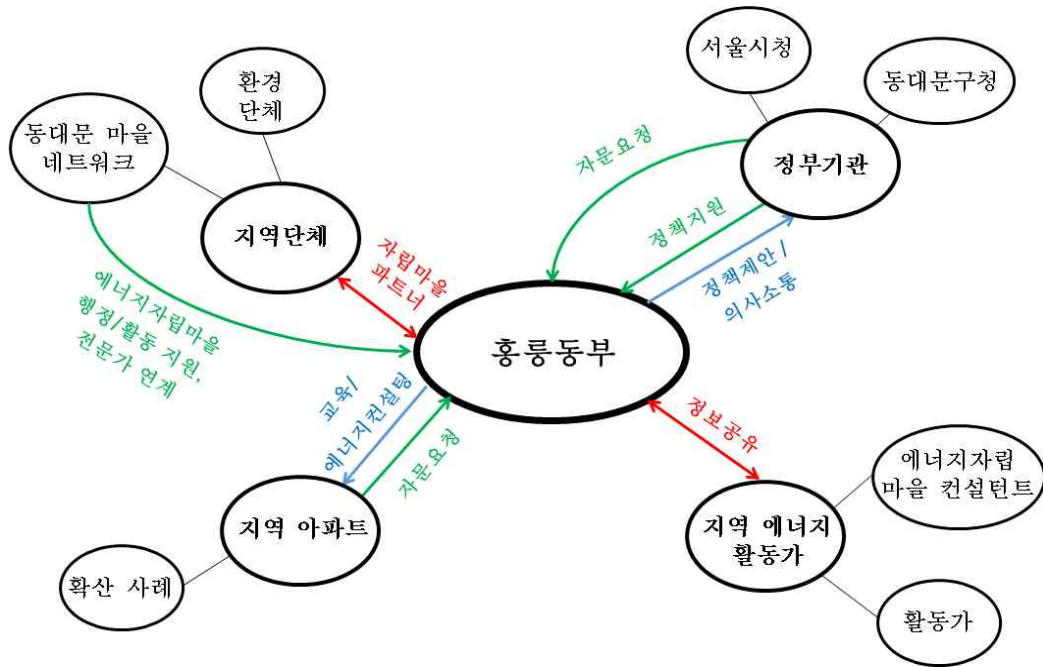 서울시청
환경
단체
동대문구청
동대문 마을
네트워크
정부기관
자문요청
지역단체
정책지원
자립마을
파트너
정책제안 /
의사소통
에너지자립마을
행정/활동 지원,
전문가 연계
홍릉동부
교육/
에너지컨설팅
자문요청
정보공유
에너지자립
마을 컨설턴트
지역 아파트
지역 에너지
활동가
확산 사례
활동가